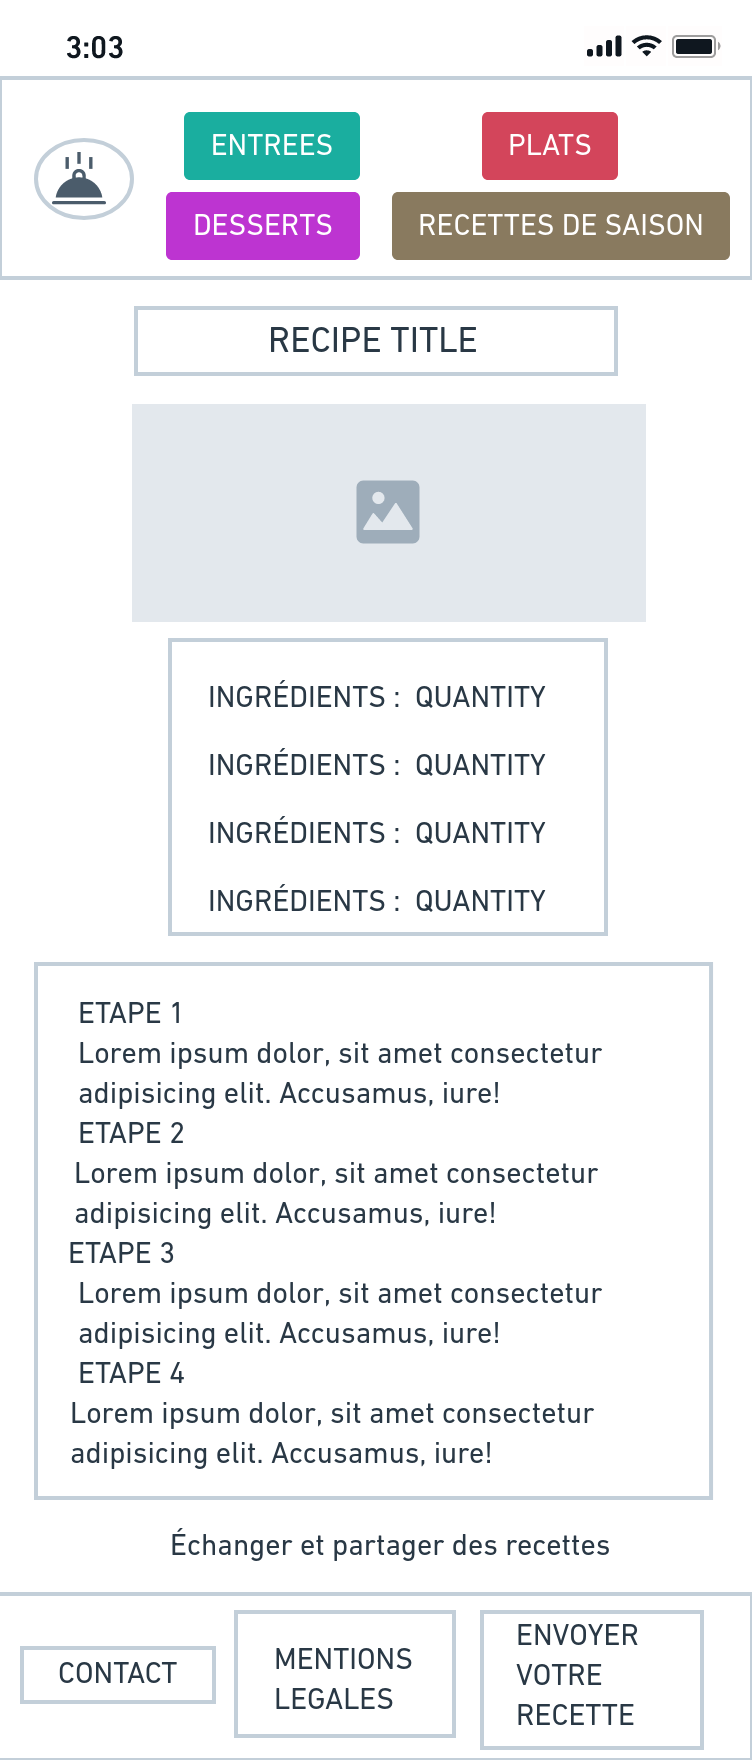 3:03
ENTREES
PLATS
DESSERTS
RECETTES DE SAISON
RECIPE TITLE
INGRÉDIENTS : QUANTITY
INGRÉDIENTS : QUANTITY
INGRÉDIENTS : QUANTITY
INGRÉDIENTS : QUANTITY
ETAPE 1
Lorem ipsum dolor, sit amet consectetur
adipisicing elit. Accusamus, iure!
ETAPE 2
Lorem ipsum dolor, sit amet consectetur
adipisicing elit. Accusamus, iure!
ETAPE 3
Lorem ipsum dolor, sit amet consectetur
adipisicing elit. Accusamus, iure!
ETAPE 4
Lorem ipsum dolor, sit amet consectetur
adipisicing elit. Accusamus, iure!
Échanger et partager des recettes
CONTACT
MENTIONS
LEGALES
ENVOYER
VOTRE
RECETTE